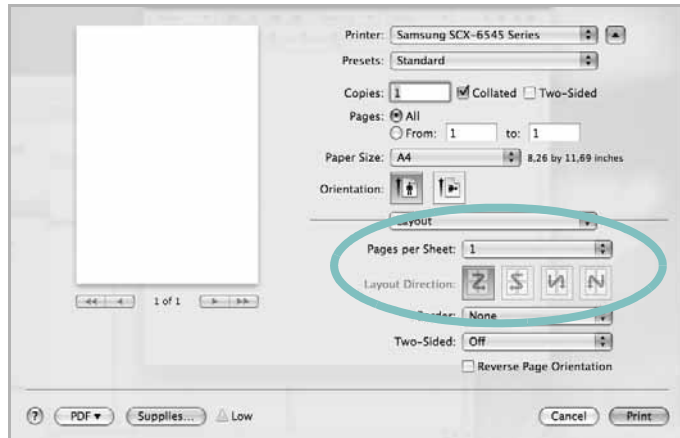 Printer: Samsung SCX-6545 Series
Presets: Standard
Copies: 1 Collated Two-Sided
Pages: All
From: 1 to: 1
Paper Size: A4 8,26 by 11,69 inches
Orientation:
Layout
Pages per Sheet: 1
Layout Direction:
1 of 1
Border: None
Two-Sided: Off
Reverse Page Orientation
? PDF Supplies... Low Cancel Print